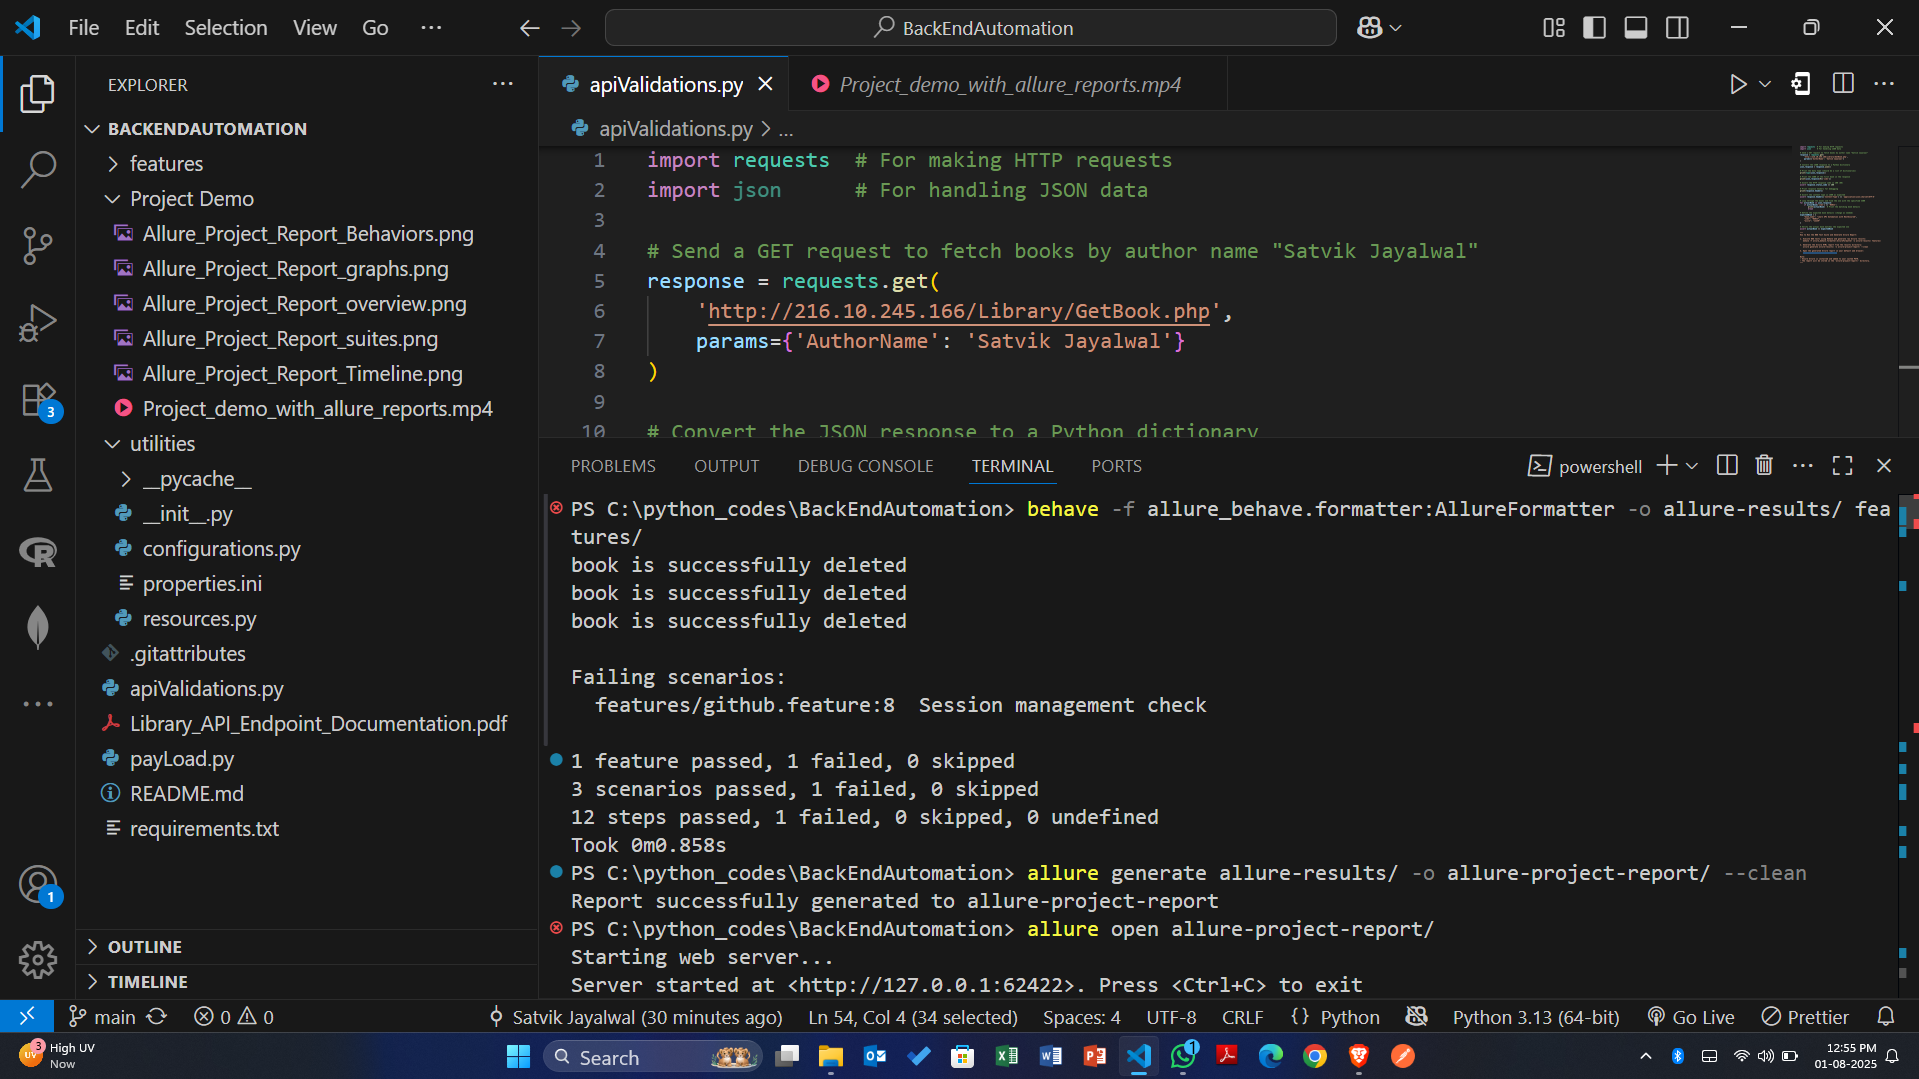 File Edit Selection View Go ···
BackEndAutomation
EXPLORER
BACKENDAUTOMATION
features
Project Demo
Allure_Project_Report_Behaviors.png
Allure_Project_Report_graphs.png
Allure_Project_Report_overview.png
Allure_Project_Report_suites.png
Allure_Project_Report_Timeline.png
Project_demo_with_allure_reports.mp4
utilities
__pycache__
__init__.py
configurations.py
properties.ini
resources.py
.gitattributes
apiValidations.py
Library_API_Endpoint_Documentation.pdf
payLoad.py
README.md
requirements.txt
OUTLINE
TIMELINE
3
1
apiValidations.py
Project_demo_with_allure_reports.mp4
apiValidations.py > ...
1 import requests  # For making HTTP requests
2 import json      # For handling JSON data
3
4 # Send a GET request to fetch books by author name "Satvik Jayalwal"
5 response = requests.get(
6     'http://216.10.245.166/Library/GetBook.php',
7     params={'AuthorName': 'Satvik Jayalwal'}
8 )
9
10 # Convert the JSON response to a Python dictionary
PROBLEMS OUTPUT DEBUG CONSOLE TERMINAL PORTS
powershell
PS C:\python_codes\BackEndAutomation> behave -f allure_behave.formatter:AllureFormatter -o allure-results/ fea
tures/
book is successfully deleted
book is successfully deleted
book is successfully deleted
Failing scenarios:
features/github.feature:8  Session management check
1 feature passed, 1 failed, 0 skipped
3 scenarios passed, 1 failed, 0 skipped
12 steps passed, 1 failed, 0 skipped, 0 undefined
Took 0m0.858s
PS C:\python_codes\BackEndAutomation> allure generate allure-results/ -o allure-project-report/ --clean
Report successfully generated to allure-project-report
PS C:\python_codes\BackEndAutomation> allure open allure-project-report/
Starting web server...
Server started at <http://127.0.0.1:62422>. Press <Ctrl+C> to exit
main 0 0 Satvik Jayalwal (30 minutes ago) Ln 54, Col 4 (34 selected) Spaces: 4 UTF-8 CRLF {} Python Python 3.13 (64-bit) Go Live Prettier
3
UV
High UV
Now
Search
1
12:55 PM
01-08-2025